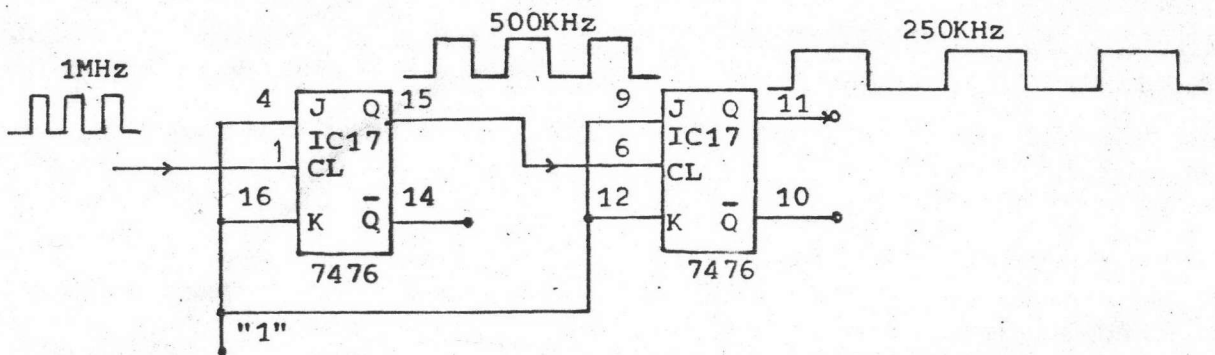 500KHz
250KHz
1MHz
4 J Q 15
IC17
1 CL
16 K Q̅ 14
7476
9 J Q 11
IC17
6 CL
12 K Q̅ 10
7476
"1"